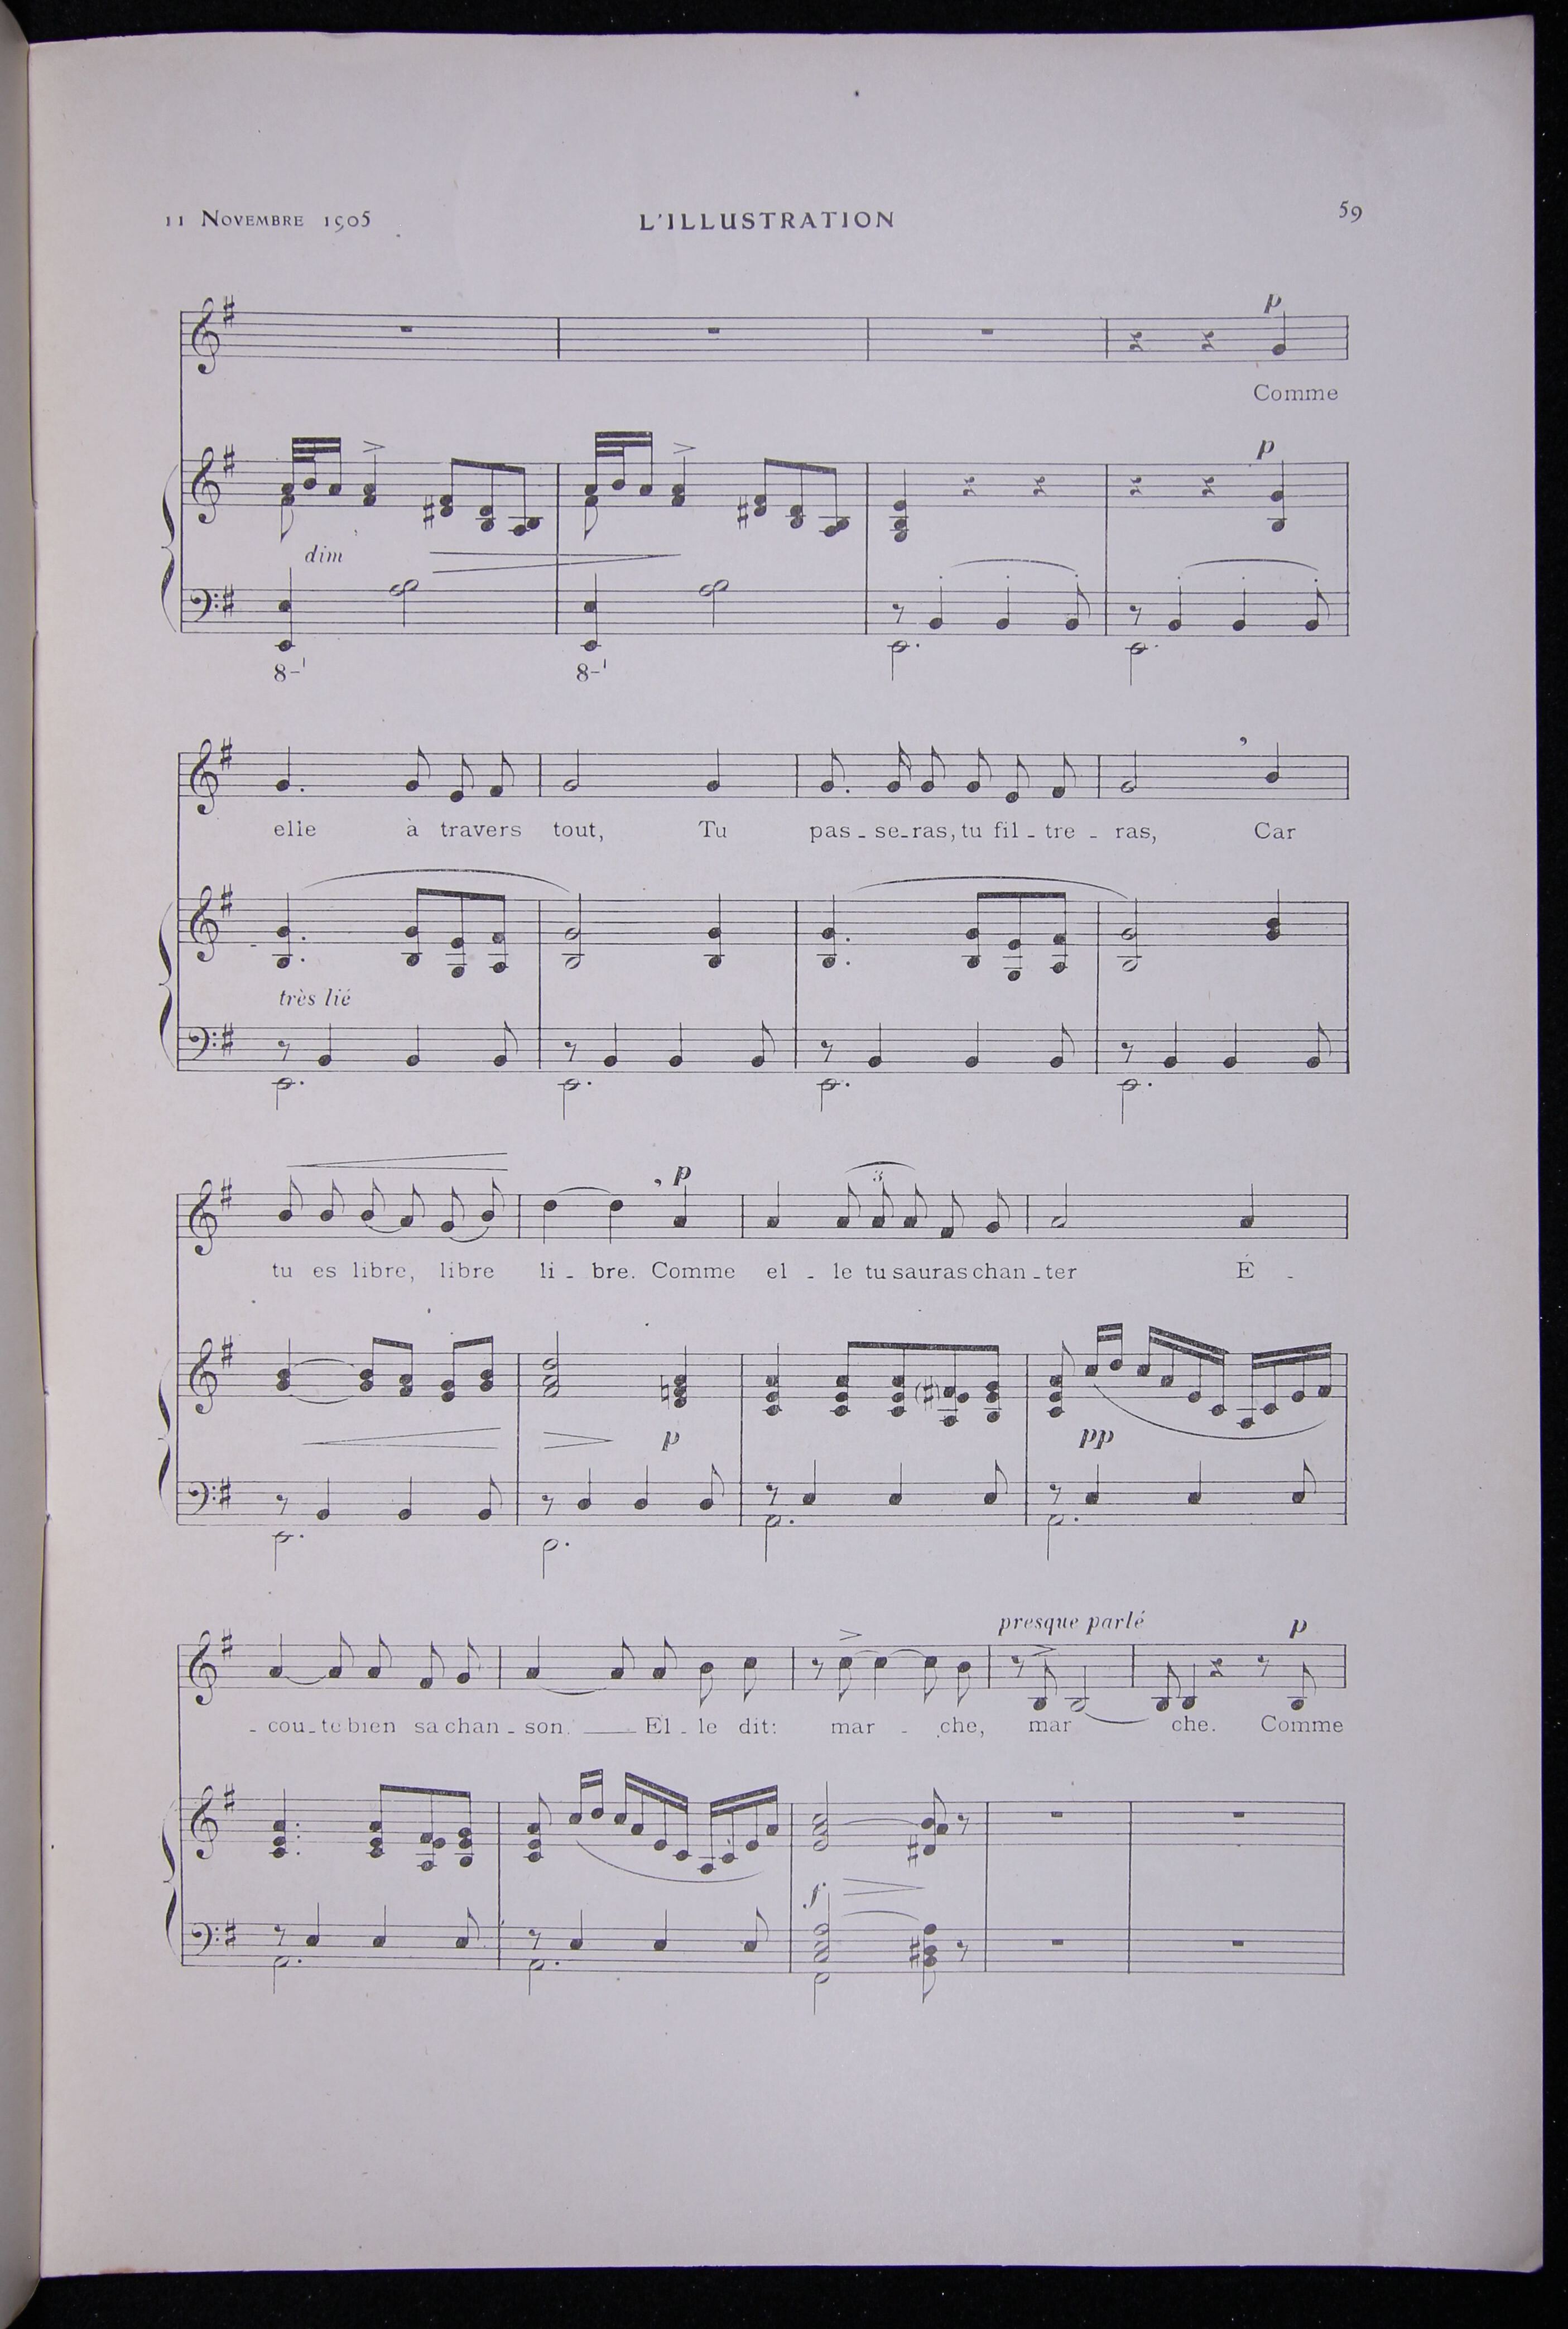 11 NOVEMBRE 1905 L'ILLUSTRATION 59
p
Comme
p
dim
8-
8-
elle à travers tout, Tu pas - se-ras, tu fil - tre - ras, Car
très lié
p
3
tu es libre, libre li - bre. Comme el - le tu sauras chan - ter É -
p
pp
presque parlé p
- cou - te bien sa chan - son. El - le dit: mar - che, mar che. Comme
f